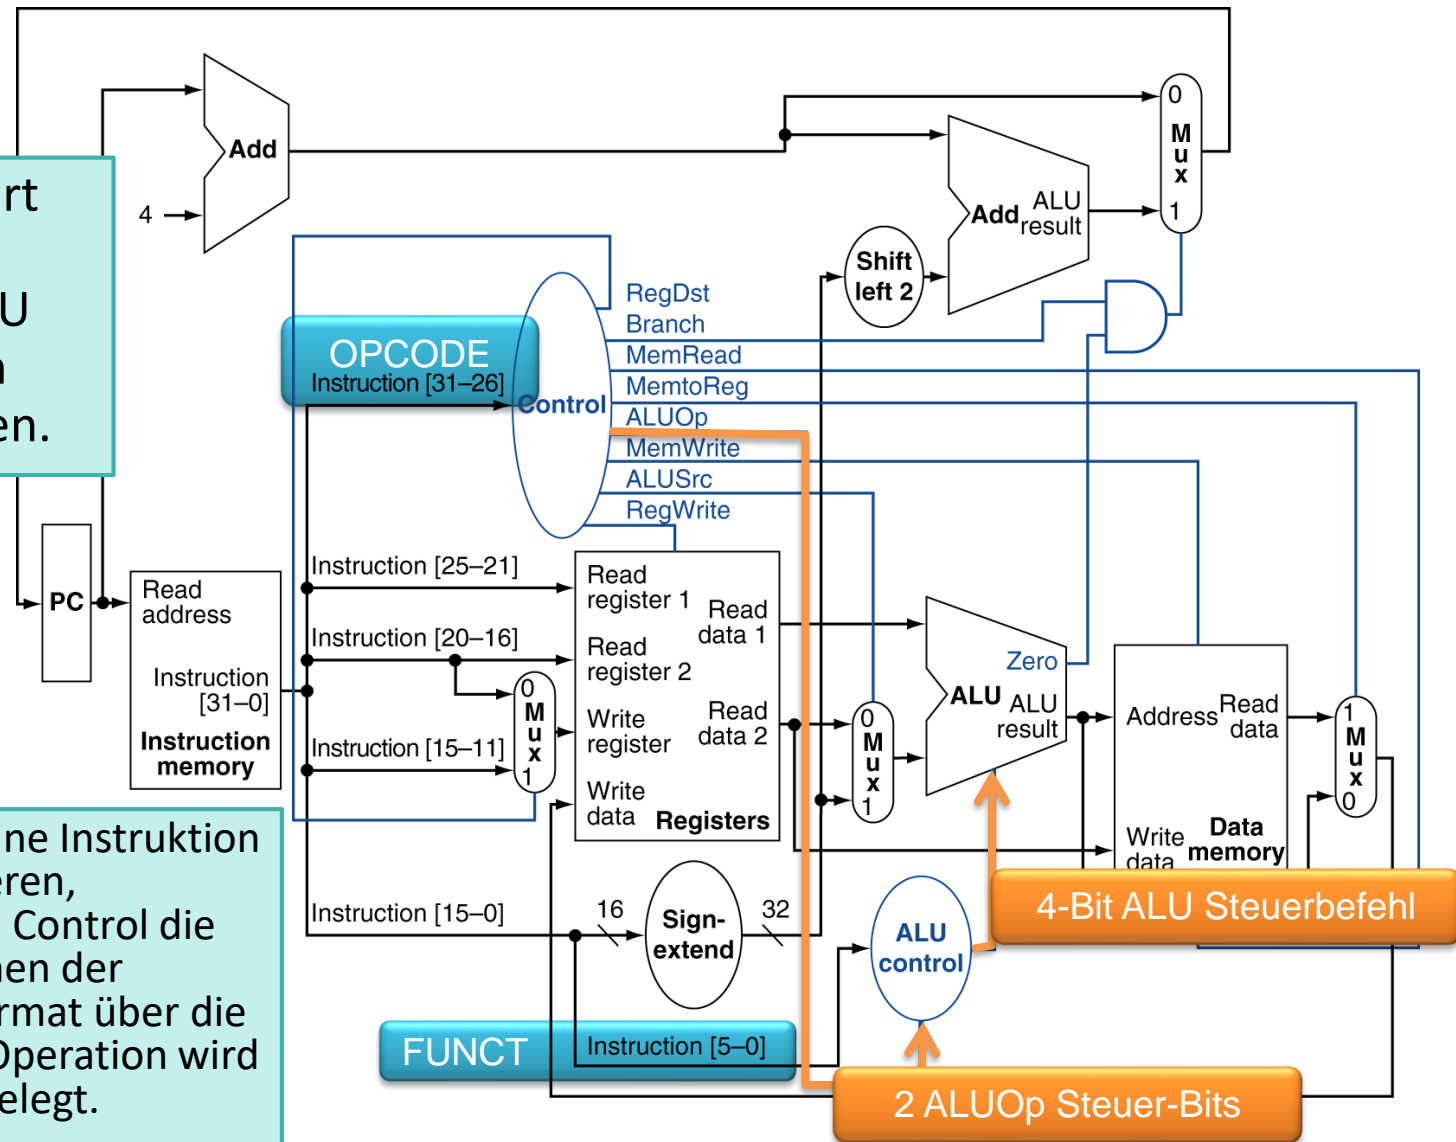 Add
4
0
Mux
1
Add
ALU
result
Shift
left 2
rt
U
en.
OPCODE
Instruction [31–26]
Control
RegDst
Branch
MemRead
MemtoReg
ALUOp
MemWrite
ALUSrc
RegWrite
PC
Read
address
Instruction
[31–0]
Instruction
memory
Instruction [25–21]
Instruction [20–16]
Instruction [15–11]
0
Mux
1
Read
register 1
Read
register 2
Write
register
Write
data
Read
data 1
Read
data 2
Registers
0
Mux
1
Zero
ALU
ALU
result
Address
Read
data
Write
data
Data
memory
1
Mux
0
ne Instruktion
eren,
Control die
nen der
rmat über die
Operation wird
elegt.
Instruction [15–0]
16
Sign-
extend
32
ALU
control
4-Bit ALU Steuerbefehl
FUNCT
Instruction [5–0]
2 ALUOp Steuer-Bits